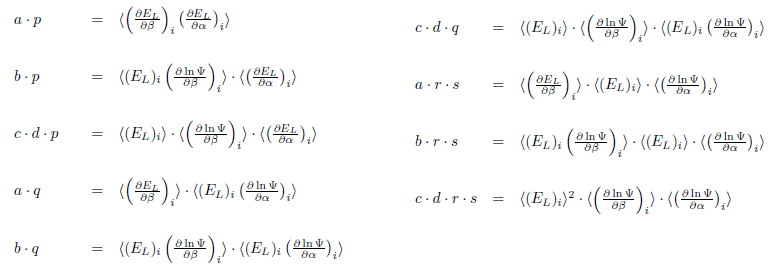 a · p = ⟨(∂E_L/∂β)_i (∂E_L/∂α)_i⟩
b · p = ⟨(E_L)_i (∂ ln Ψ/∂β)_i⟩ · ⟨(∂E_L/∂α)_i⟩
c · d · p = ⟨(E_L)_i⟩ · ⟨(∂ ln Ψ/∂β)_i⟩ · ⟨(∂E_L/∂α)_i⟩
a · q = ⟨(∂E_L/∂β)_i⟩ · ⟨(E_L)_i (∂ ln Ψ/∂α)_i⟩
b · q = ⟨(E_L)_i (∂ ln Ψ/∂β)_i⟩ · ⟨(E_L)_i (∂ ln Ψ/∂α)_i⟩
c · d · q = ⟨(E_L)_i⟩ · ⟨(∂ ln Ψ/∂β)_i⟩ · ⟨(E_L)_i (∂ ln Ψ/∂α)_i⟩
a · r · s = ⟨(∂E_L/∂β)_i⟩ · ⟨(E_L)_i⟩ · ⟨(∂ ln Ψ/∂α)_i⟩
b · r · s = ⟨(E_L)_i (∂ ln Ψ/∂β)_i⟩ · ⟨(E_L)_i⟩ · ⟨(∂ ln Ψ/∂α)_i⟩
c · d · r · s = ⟨(E_L)_i⟩² · ⟨(∂ ln Ψ/∂β)_i⟩ · ⟨(∂ ln Ψ/∂α)_i⟩